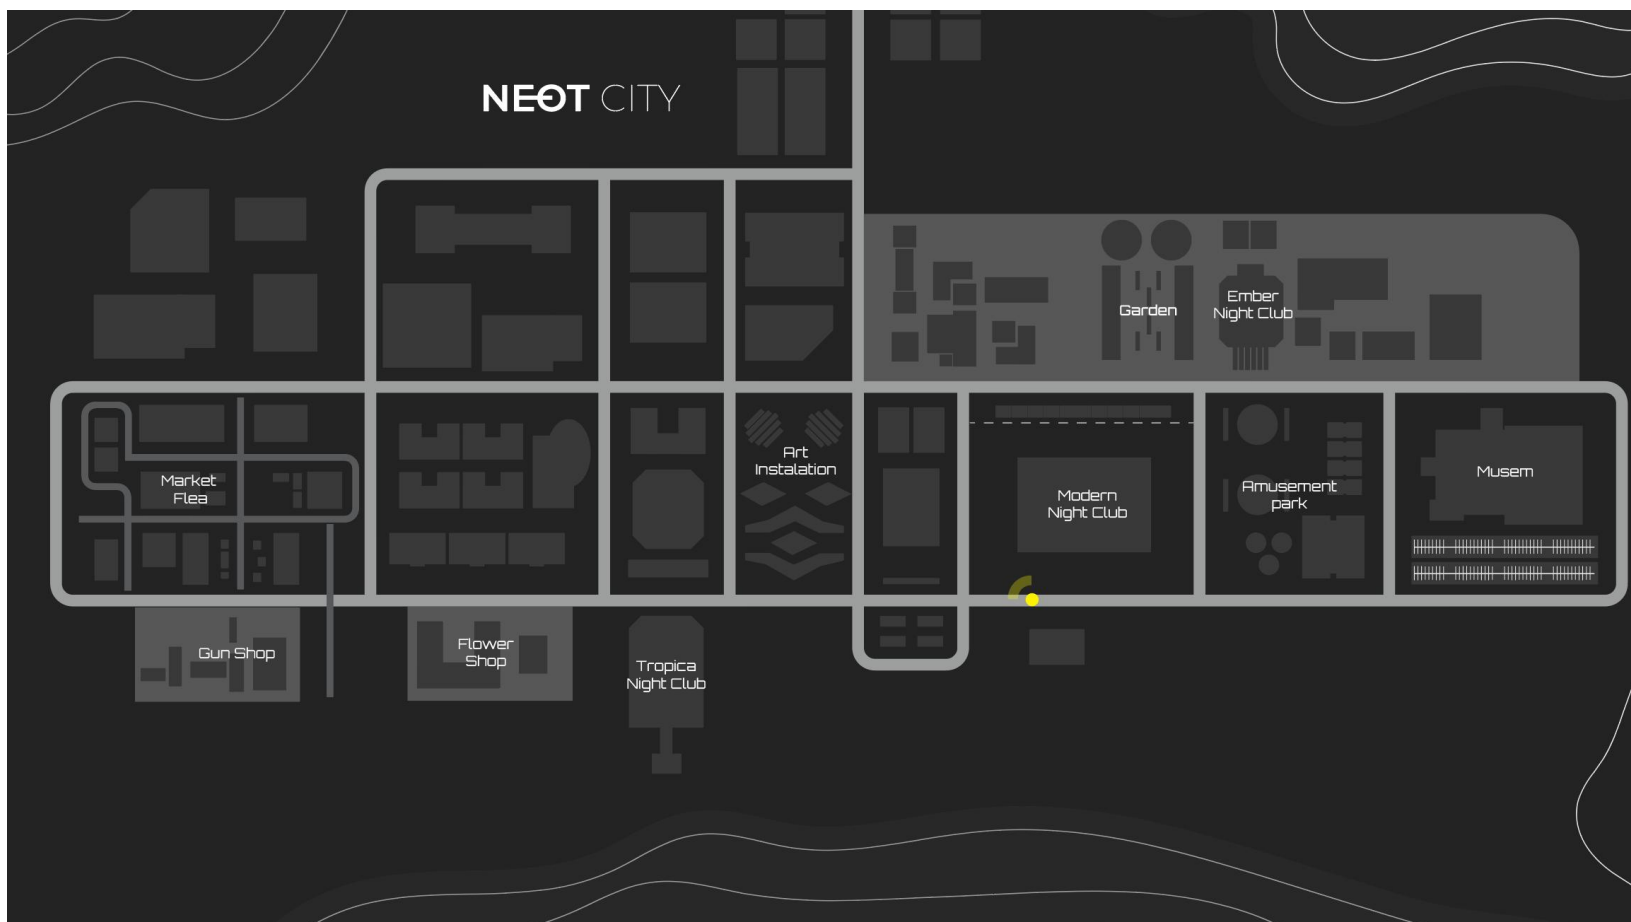 NEOT CITY
Garden
Ember
Night Club
Art
Instalation
Market
Flea
Modern
Night Club
Amusement
park
Musem
Gun Shop
Flower
Shop
Tropica
Night Club